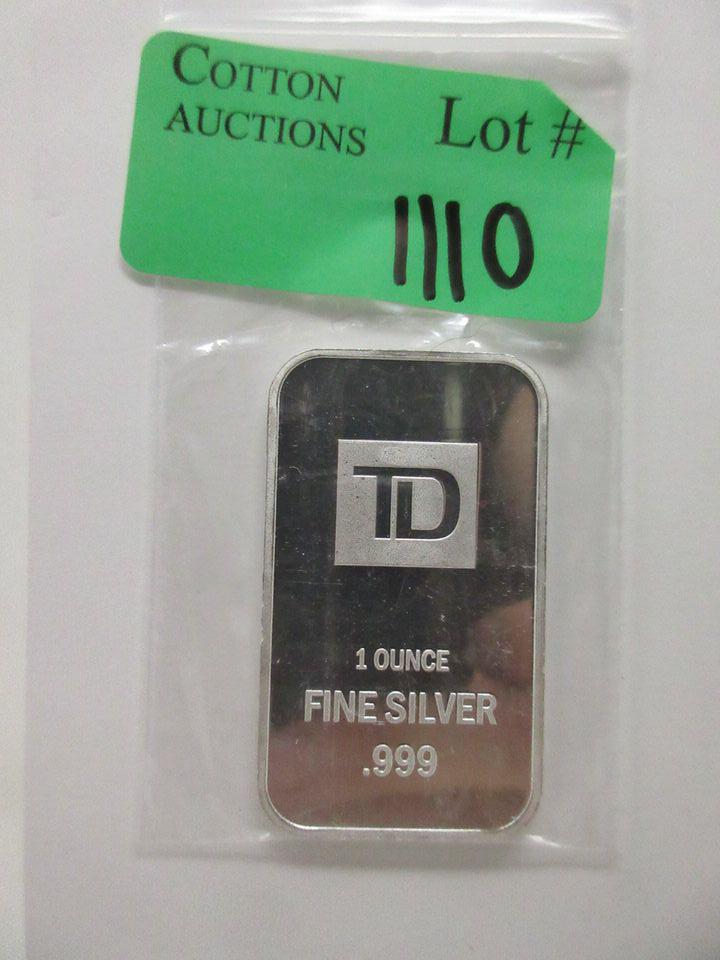 COTTON
AUCTIONS
Lot #
1110
TD
1 OUNCE
FINE SILVER
.999